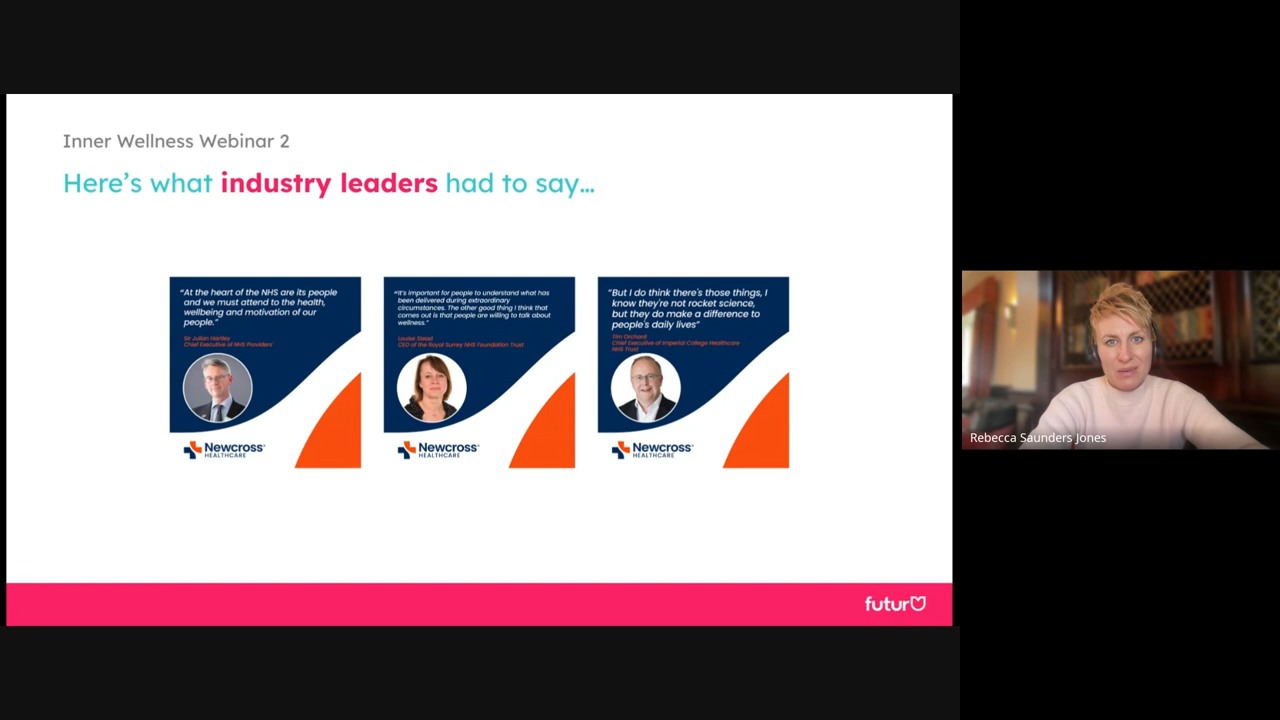 Inner Wellness Webinar 2
Here's what industry leaders had to say...
"At the heart of the NHS are its people
and we must attend to the health,
wellbeing and motivation of our
people."
Sir Julian Hartley
Chief Executive of NHS Providers'
Newcross
HEALTHCARE
"It's important for people to understand what has
been delivered during extraordinary
circumstances. The other good thing I think that
comes out is that people are willing to talk about
wellness."
Louise Stead
CEO of the Royal Surrey NHS Foundation Trust
Newcross
HEALTHCARE
"But I do think there's those things, I
know they're not rocket science,
but they do make a difference to
people's daily lives"
Tim Orchard
Chief Executive of Imperial College Healthcare
NHS Trust
Newcross
HEALTHCARE
futur
Rebecca Saunders Jones